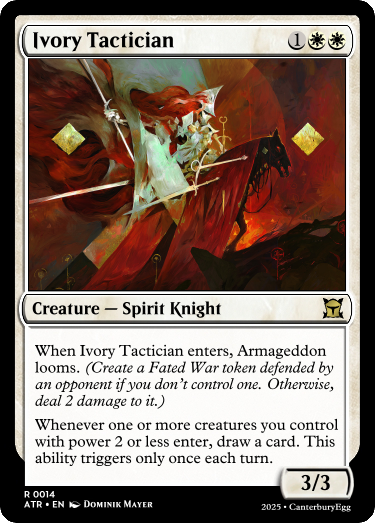 Ivory Tactician 1
Creature — Spirit Knight
When Ivory Tactician enters, Armageddon
looms. (Create a Fated War token defended by
an opponent if you don't control one. Otherwise,
deal 2 damage to it.)
Whenever one or more creatures you control
with power 2 or less enter, draw a card. This
ability triggers only once each turn.
3/3
R 0014
ATR • EN Dominik Mayer
2025 • CanterburyEgg